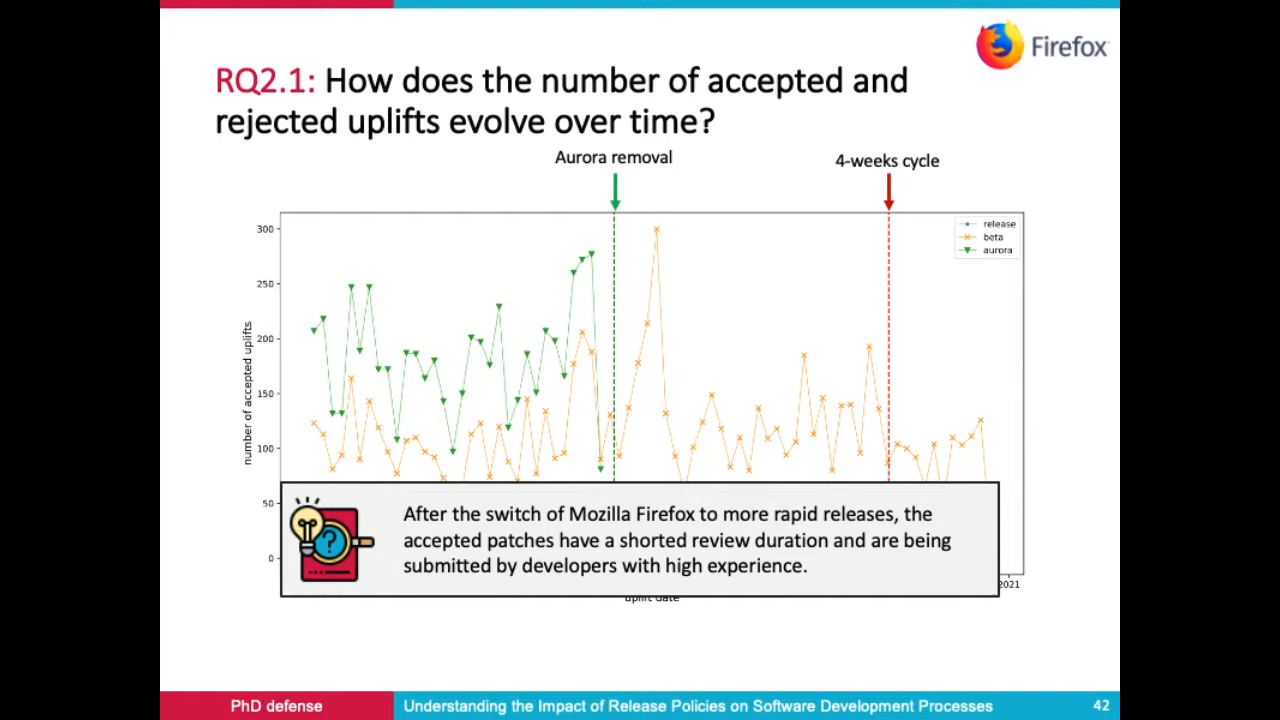 Firefox
RQ2.1: How does the number of accepted and
rejected uplifts evolve over time?
Aurora removal
4-weeks cycle
release
beta
aurora
300
250
200
150
100
50
0
number of accepted uplifts
After the switch of Mozilla Firefox to more rapid releases, the
accepted patches have a shorted review duration and are being
submitted by developers with high experience.
2021
uplift date
PhD defense
Understanding the Impact of Release Policies on Software Development Processes
42